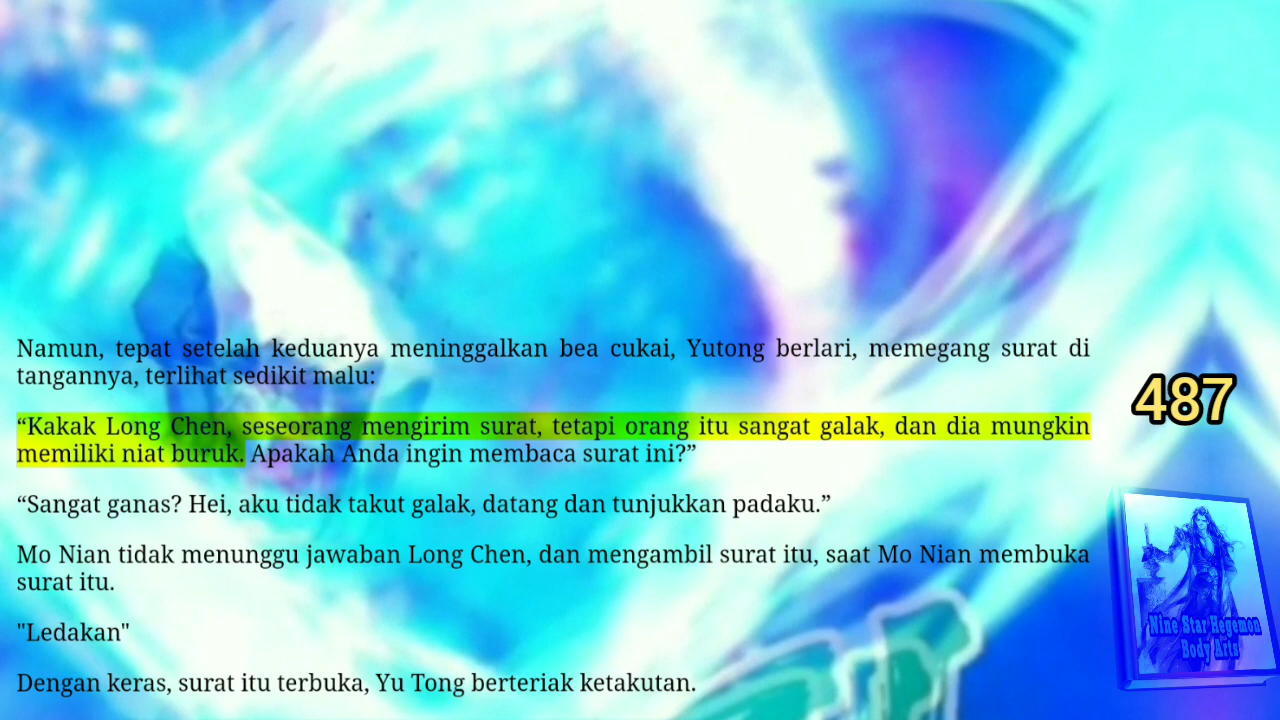 Namun, tepat setelah keduanya meninggalkan bea cukai, Yutong berlari, memegang surat di
tangannya, terlihat sedikit malu:
“Kakak Long Chen, seseorang mengirim surat, tetapi orang itu sangat galak, dan dia mungkin
memiliki niat buruk. Apakah Anda ingin membaca surat ini?”
“Sangat ganas? Hei, aku tidak takut galak, datang dan tunjukkan padaku.”
Mo Nian tidak menunggu jawaban Long Chen, dan mengambil surat itu, saat Mo Nian membuka
surat itu.
"Ledakan"
Dengan keras, surat itu terbuka, Yu Tong berteriak ketakutan.
487
Nine Star Hegemon
Body Arts